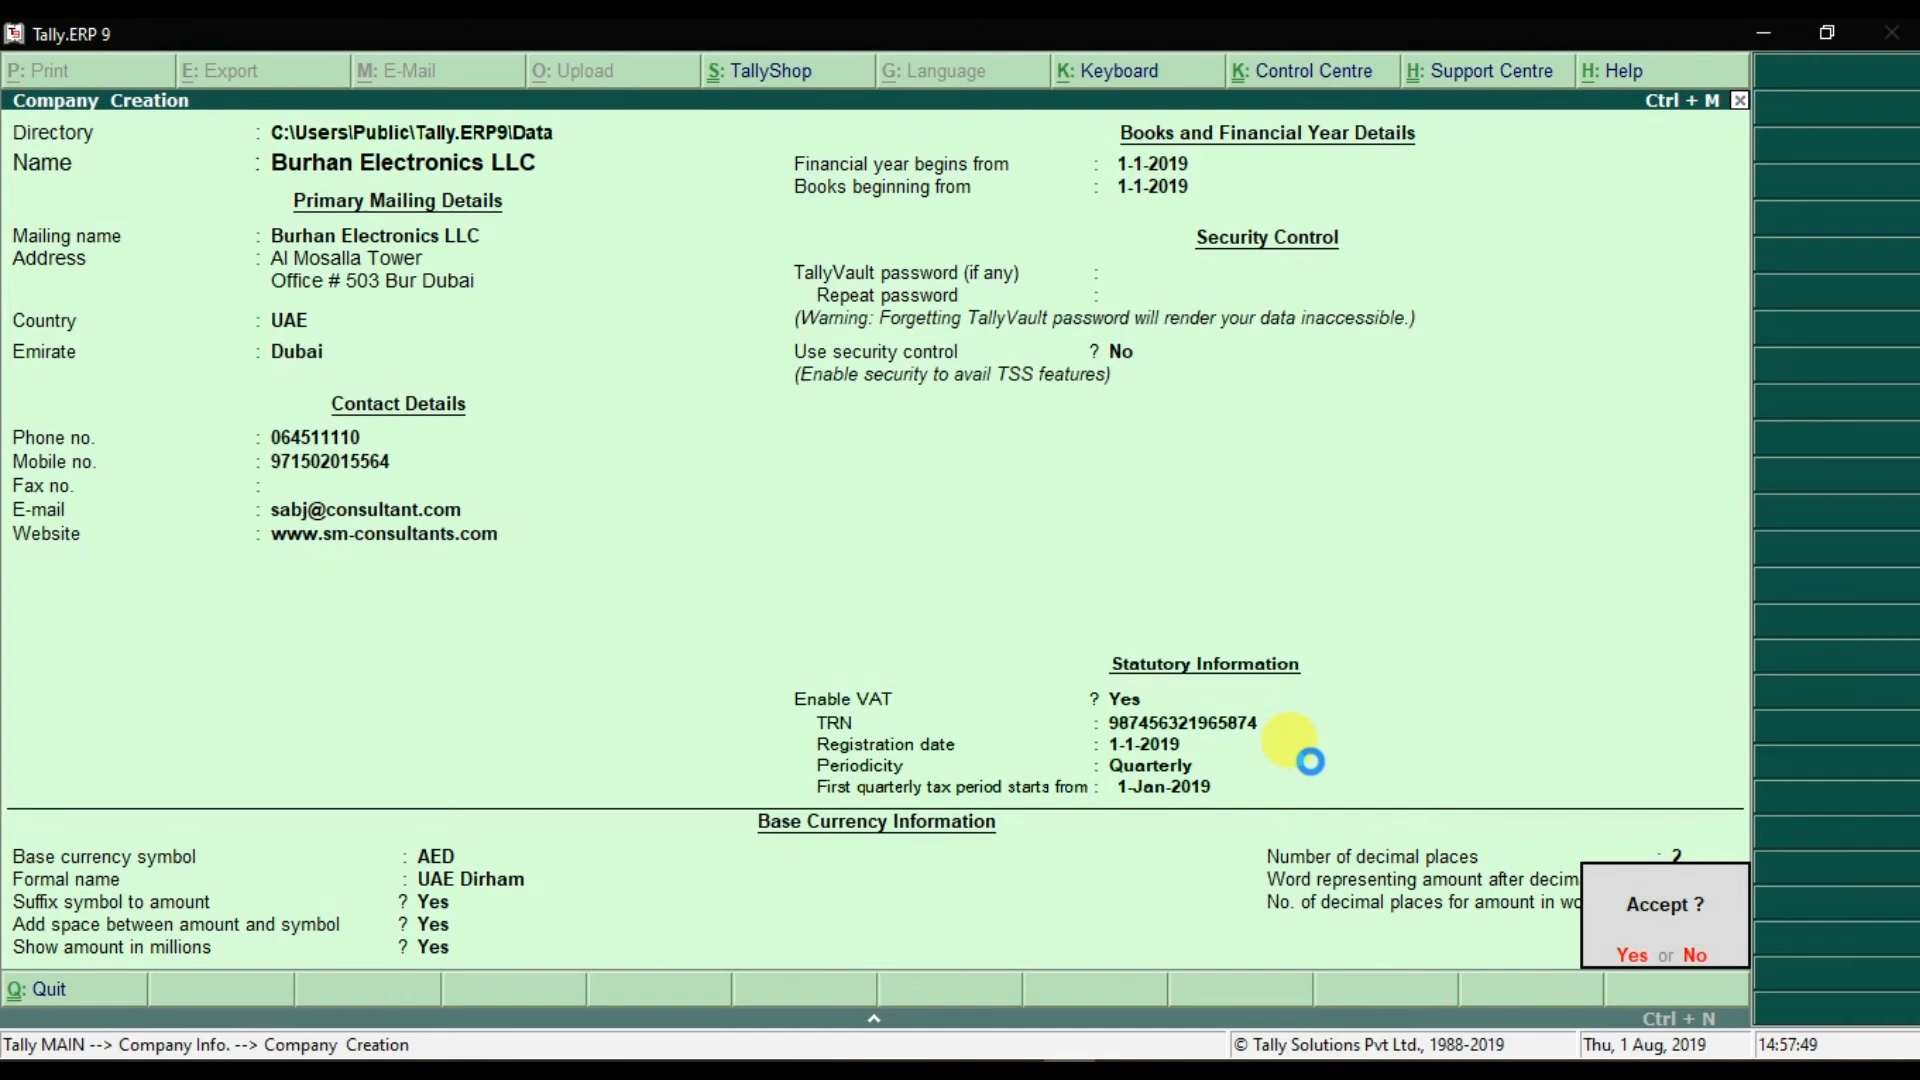 Tally.ERP 9
P: Print E: Export M: E-Mail O: Upload S: TallyShop G: Language K: Keyboard K: Control Centre H: Support Centre H: Help
Company Creation Ctrl + M
Directory : C:\Users\Public\Tally.ERP9\Data
Name : Burhan Electronics LLC
Primary Mailing Details
Mailing name : Burhan Electronics LLC
Address : Al Mosalla Tower
Office # 503 Bur Dubai
Country : UAE
Emirate : Dubai
Contact Details
Phone no. : 064511110
Mobile no. : 971502015564
Fax no. :
E-mail : sabj@consultant.com
Website : www.sm-consultants.com
Books and Financial Year Details
Financial year begins from : 1-1-2019
Books beginning from : 1-1-2019
Security Control
TallyVault password (if any) :
Repeat password :
(Warning: Forgetting TallyVault password will render your data inaccessible.)
Use security control ? No
(Enable security to avail TSS features)
Statutory Information
Enable VAT ? Yes
TRN : 987456321965874
Registration date : 1-1-2019
Periodicity : Quarterly
First quarterly tax period starts from : 1-Jan-2019
Base Currency Information
Base currency symbol : AED
Formal name : UAE Dirham
Suffix symbol to amount ? Yes
Add space between amount and symbol ? Yes
Show amount in millions ? Yes
Number of decimal places : 2
Word representing amount after decim
No. of decimal places for amount in wo
Accept ?
Yes or No
Q: Quit
Ctrl + N
Tally MAIN --> Company Info. --> Company Creation © Tally Solutions Pvt Ltd., 1988-2019 Thu, 1 Aug, 2019 14:57:49